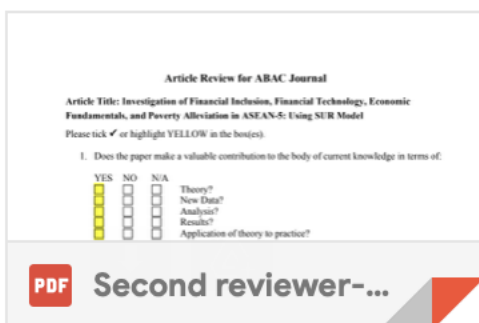 Article Review for ABAC Journal
Article Title: Investigation of Financial Inclusion, Financial Technology, Economic
Fundamentals, and Poverty Alleviation in ASEAN-5: Using SUR Model
Please tick ✔ or highlight YELLOW in the box(es).
1. Does the paper make a valuable contribution to the body of current knowledge in terms of:
YES NO N/A
Theory?
New Data?
Analysis?
Results?
Application of theory to practice?
PDF Second reviewer-...